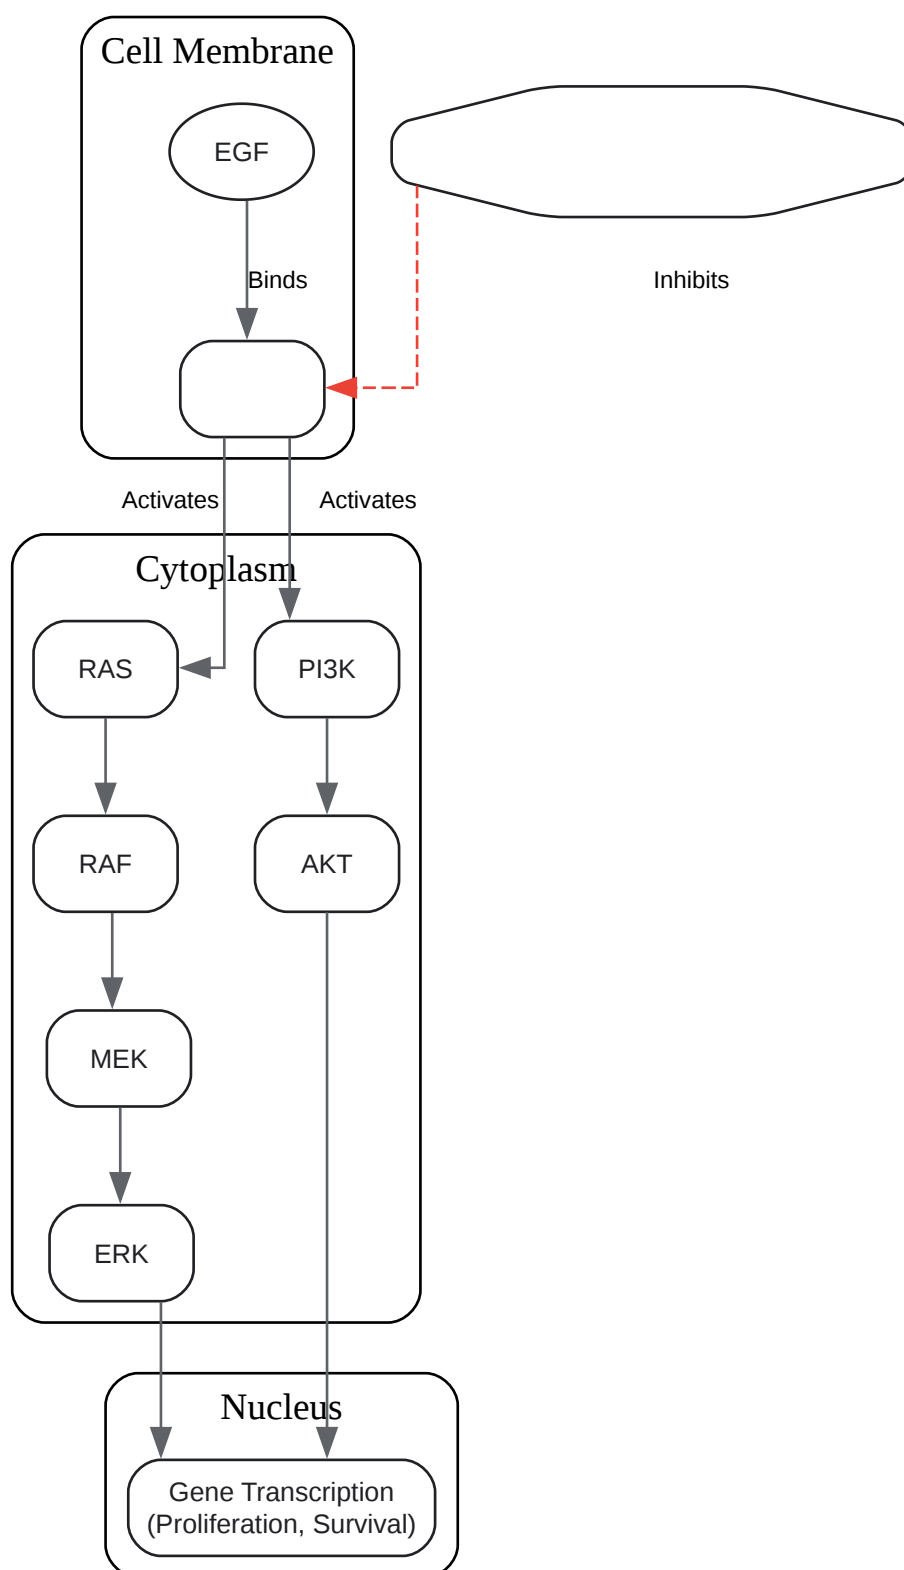 Cell Membrane
EGF
Binds
Inhibits
Activates
Activates
Cytoplasm
RAS
PI3K
RAF
AKT
MEK
ERK
Nucleus
Gene Transcription
(Proliferation, Survival)